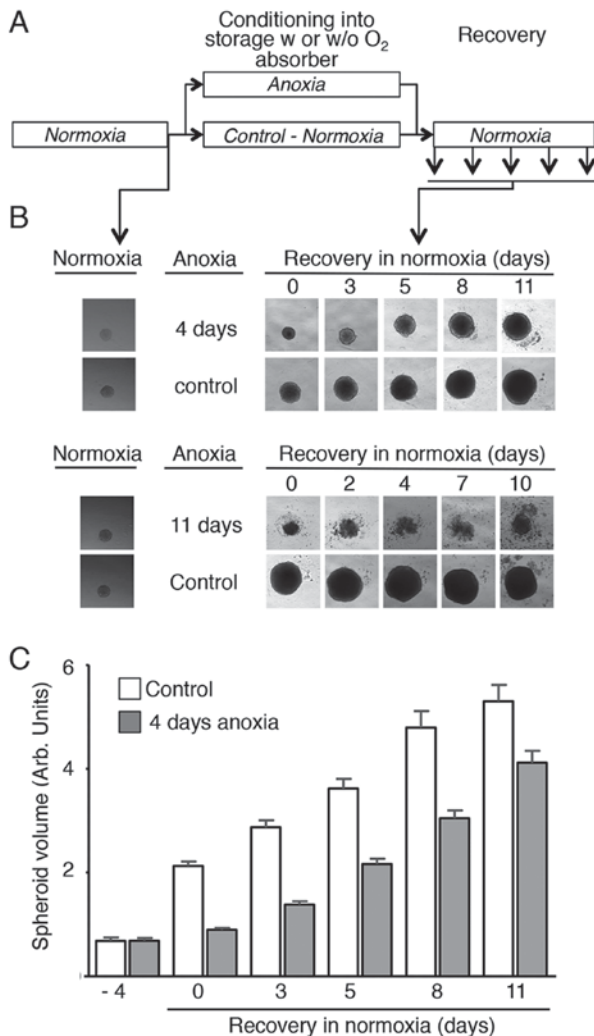 A
Conditioning into
storage w or w/o O2
absorber
Recovery
Anoxia
Normoxia
Control - Normoxia
Normoxia
B
Normoxia Anoxia Recovery in normoxia (days)
0 3 5 8 11
4 days
control
Normoxia Anoxia Recovery in normoxia (days)
0 2 4 7 10
11 days
Control
C
Spheroid volume (Arb. Units)
6
4
2
Control
4 days anoxia
- 4 0 3 5 8 11
Recovery in normoxia (days)